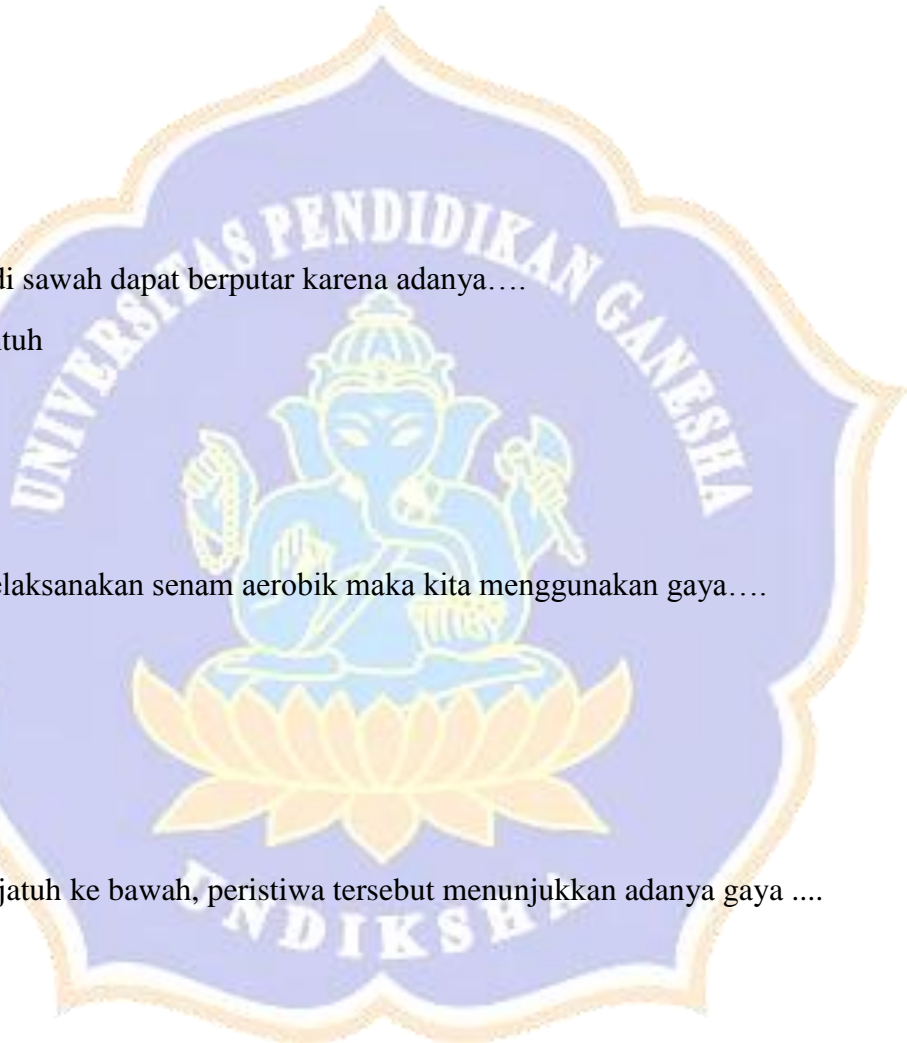 UNIVERSITAS PENDIDIKAN GANESHA
di sawah dapat berputar karena adanya….
tuh
elaksanakan senam aerobik maka kita menggunakan gaya….
jatuh ke bawah, peristiwa tersebut menunjukkan adanya gaya ....
UNDIKSHA